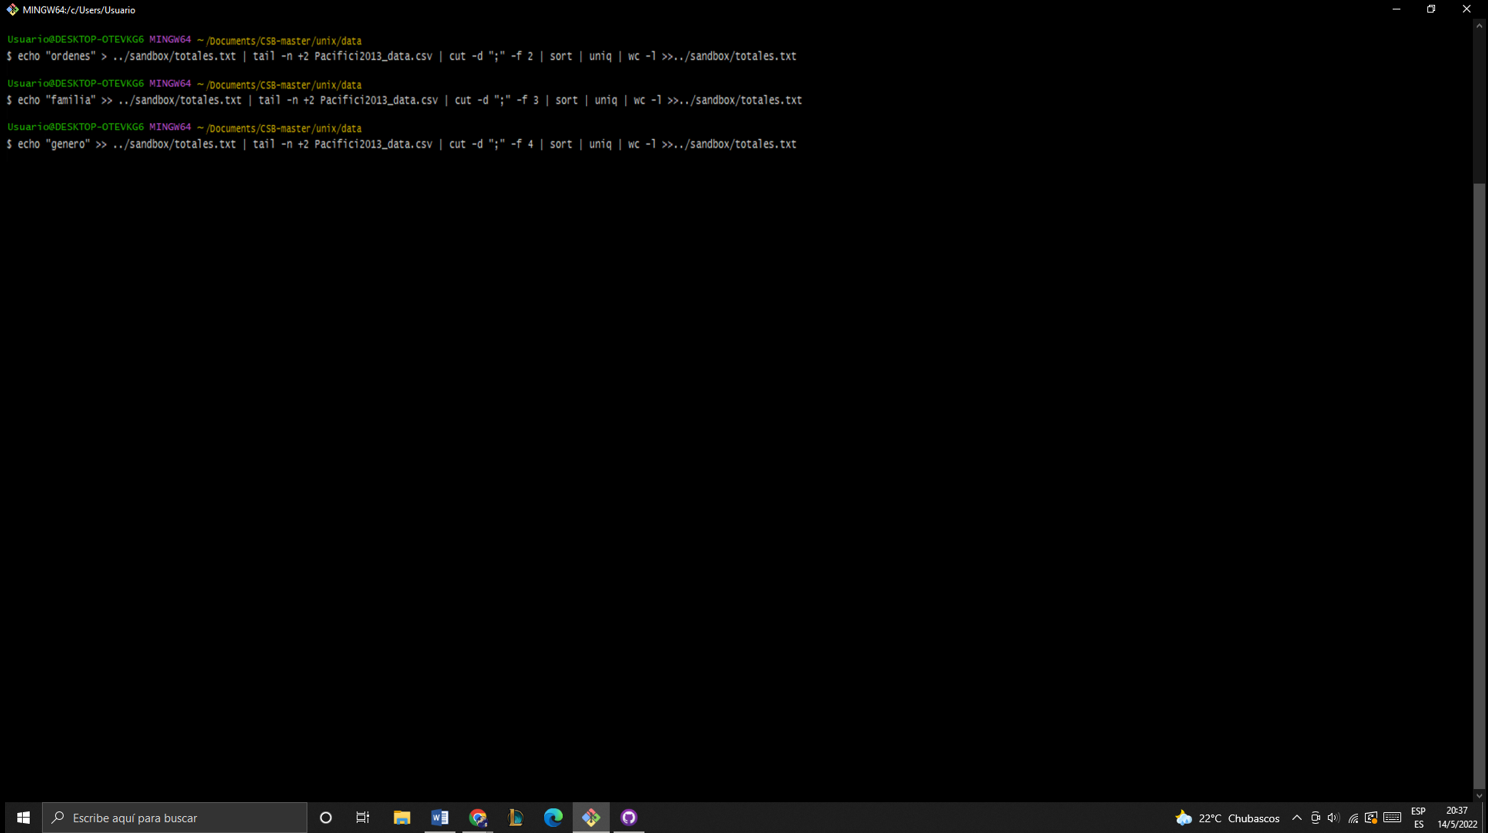 MINGW64:/c/Users/Usuario
Usuario@DESKTOP-OTEVKG6 MINGW64 ~/Documents/CSB-master/unix/data
$ echo "ordenes" > ../sandbox/totales.txt | tail -n +2 Pacifici2013_data.csv | cut -d ";" -f 2 | sort | uniq | wc -l >>../sandbox/totales.txt
Usuario@DESKTOP-OTEVKG6 MINGW64 ~/Documents/CSB-master/unix/data
$ echo "familia" >> ../sandbox/totales.txt | tail -n +2 Pacifici2013_data.csv | cut -d ";" -f 3 | sort | uniq | wc -l >>../sandbox/totales.txt
Usuario@DESKTOP-OTEVKG6 MINGW64 ~/Documents/CSB-master/unix/data
$ echo "genero" >> ../sandbox/totales.txt | tail -n +2 Pacifici2013_data.csv | cut -d ";" -f 4 | sort | uniq | wc -l >>../sandbox/totales.txt
Escribe aquí para buscar
22°C Chubascos
ESP
ES
20:37
14/5/2022